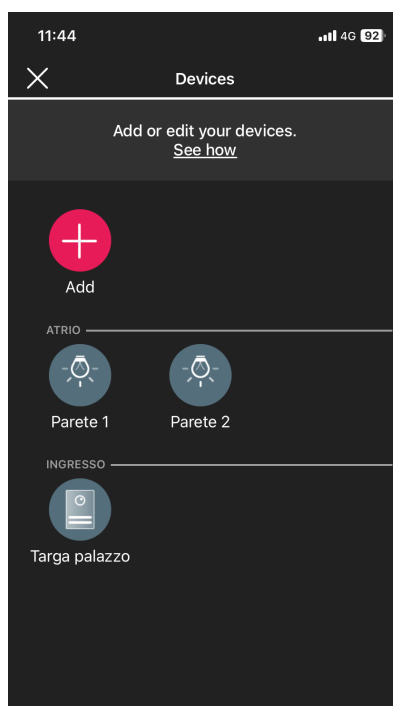 11:44
4G 92
Devices
Add or edit your devices.
See how
Add
ATRIO
Parete 1
Parete 2
INGRESSO
Targa palazzo